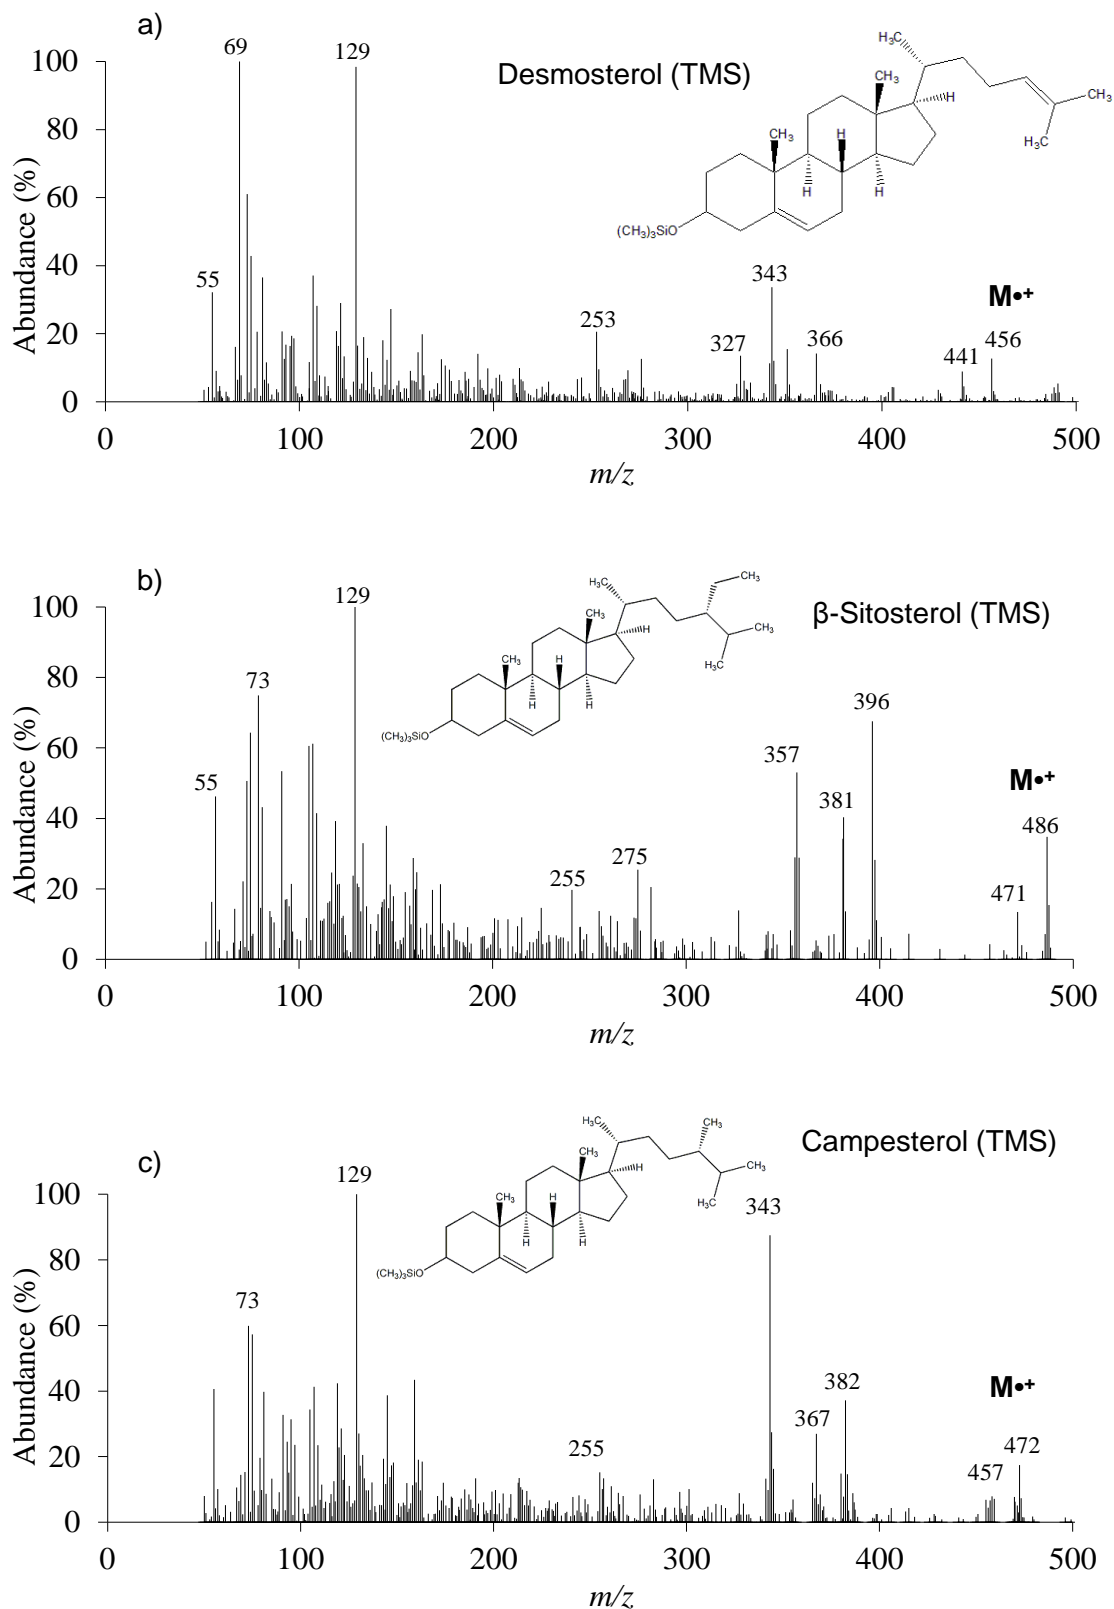 a)
Desmosterol (TMS)
H₃C
CH₃
CH₃
H
CH₃
H₃C
CH₃
H
H
H
(CH₃)₃SiO
69
129
55
253
327
343
366
441
456
M•+
Abundance (%)
100
80
60
40
20
0
0 100 200 300 400 500
m/z
b)
β-Sitosterol (TMS)
CH₃
H₃C
CH₃
H
CH₃
H₃C
CH₃
H
H
H
(CH₃)₃SiO
129
73
55
255
275
357
381
396
M•+
471
486
Abundance (%)
100
80
60
40
20
0
0 100 200 300 400 500
m/z
c)
Campesterol (TMS)
H₃C
CH₃
CH₃
H
CH₃
H₃C
CH₃
H
H
H
(CH₃)₃SiO
129
73
255
343
367
382
M•+
457
472
Abundance (%)
100
80
60
40
20
0
0 100 200 300 400 500
m/z